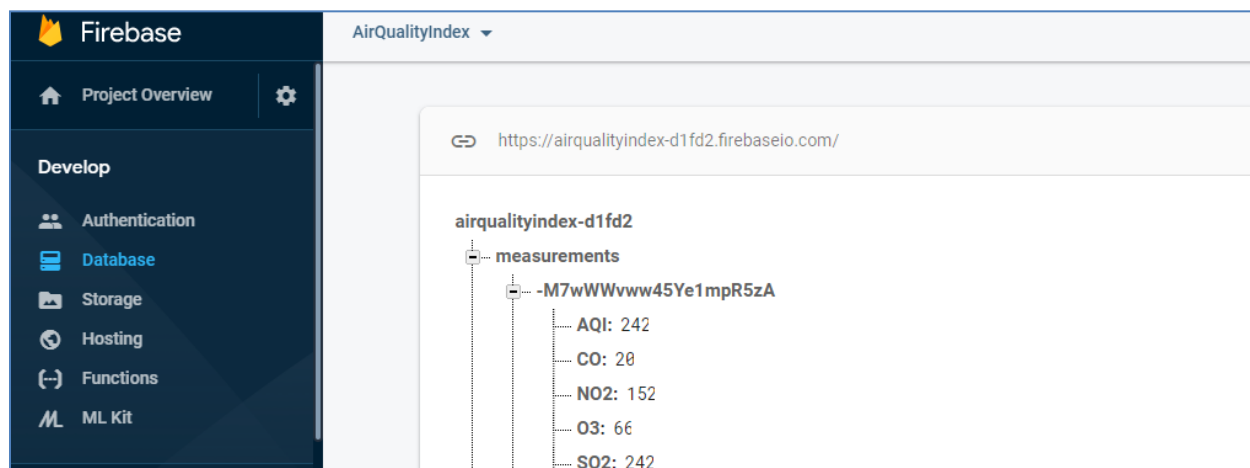 Firebase
AirQualityIndex
Project Overview
https://airqualityindex-d1fd2.firebaseio.com/
Develop
airqualityindex-d1fd2
Authentication
measurements
Database
-M7wWWvww45Ye1mpR5zA
Storage
AQI: 242
Hosting
CO: 20
Functions
NO2: 152
ML Kit
O3: 66
SO2: 242